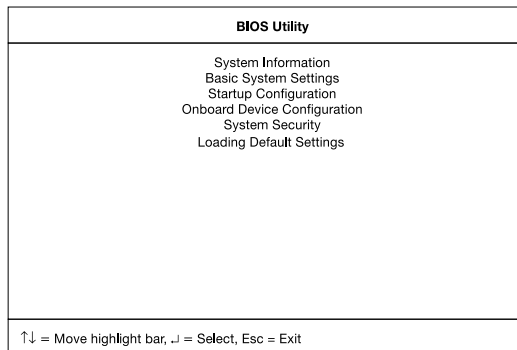 BIOS Utility
System Information
Basic System Settings
Startup Configuration
Onboard Device Configuration
System Security
Loading Default Settings
↑↓ = Move highlight bar, ↵ = Select, Esc = Exit